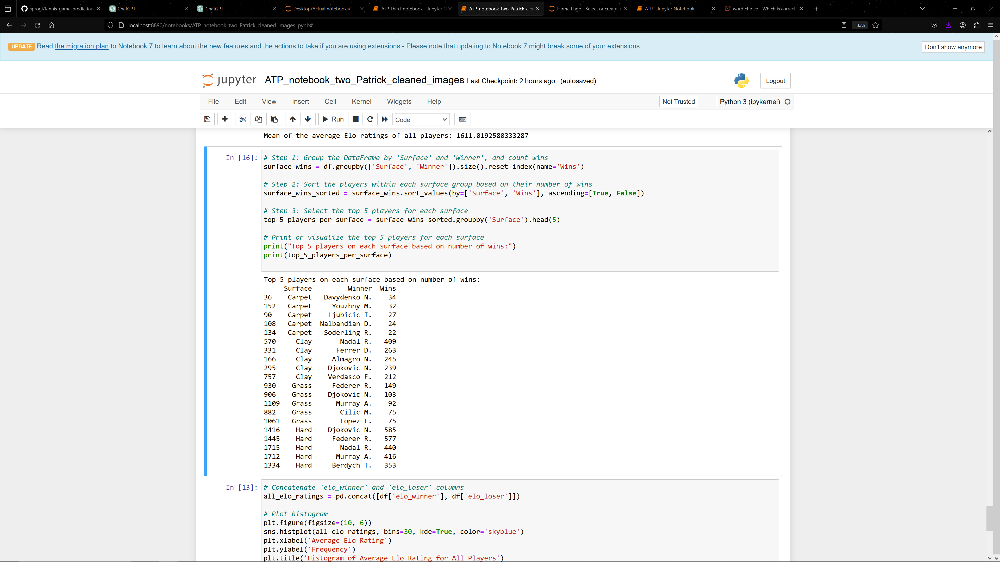 sprogl/tennis-game-prediction
ChatGPT
ChatGPT
Desktop/Actual notebooks/
ATP_third_notebook - Jupyter N
ATP_notebook_two_Patrick_clea
Home Page - Select or create a
ATP - Jupyter Notebook
word choice - Which is correct,
localhost:8890/notebooks/ATP_notebook_two_Patrick_cleaned_images.ipynb#
133%
UPDATE Read the migration plan to Notebook 7 to learn about the new features and the actions to take if you are using extensions - Please note that updating to Notebook 7 might break some of your extensions.
Don't show anymore
jupyter ATP_notebook_two_Patrick_cleaned_images Last Checkpoint: 2 hours ago (autosaved)
Logout
File Edit View Insert Cell Kernel Widgets Help
Not Trusted
Python 3 (ipykernel)
Run
Code
Mean of the average Elo ratings of all players: 1611.0192580333287
In [16]:
# Step 1: Group the DataFrame by 'Surface' and 'Winner', and count wins
surface_wins = df.groupby(['Surface', 'Winner']).size().reset_index(name='Wins')
# Step 2: Sort the players within each surface group based on their number of wins
surface_wins_sorted = surface_wins.sort_values(by=['Surface', 'Wins'], ascending=[True, False])
# Step 3: Select the top 5 players for each surface
top_5_players_per_surface = surface_wins_sorted.groupby('Surface').head(5)
# Print or visualize the top 5 players for each surface
print("Top 5 players on each surface based on number of wins:")
print(top_5_players_per_surface)
Top 5 players on each surface based on number of wins:
Surface Winner Wins
36 Carpet Davydenko N. 34
152 Carpet Youzhny M. 32
90 Carpet Ljubicic I. 27
108 Carpet Nalbandian D. 24
134 Carpet Soderling R. 22
570 Clay Nadal R. 409
331 Clay Ferrer D. 263
166 Clay Almagro N. 245
295 Clay Djokovic N. 239
757 Clay Verdasco F. 212
930 Grass Federer R. 149
906 Grass Djokovic N. 103
1109 Grass Murray A. 92
882 Grass Cilic M. 75
1061 Grass Lopez F. 75
1416 Hard Djokovic N. 585
1445 Hard Federer R. 577
1715 Hard Nadal R. 440
1712 Hard Murray A. 416
1334 Hard Berdych T. 353
In [13]:
# Concatenate 'elo_winner' and 'elo_loser' columns
all_elo_ratings = pd.concat([df['elo_winner'], df['elo_loser']])
# Plot histogram
plt.figure(figsize=(10, 6))
sns.histplot(all_elo_ratings, bins=30, kde=True, color='skyblue')
plt.xlabel('Average Elo Rating')
plt.ylabel('Frequency')
plt.title('Histogram of Average Elo Rating for All Players')